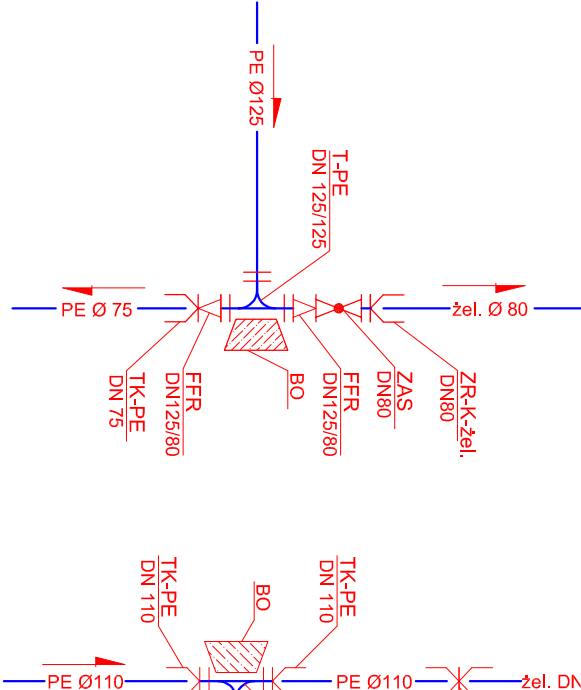 PE Ø125
T-PE
DN 125/125
PE Ø 75
żel. Ø 80
TK-PE
DN 75
FFR
DN125/80
BO
FFR
DN125/80
ZAS
DN80
ZR-K-żel.
DN80
TK-PE
DN 110
BO
TK-PE
DN 110
PE Ø110
PE Ø110
żel. DN